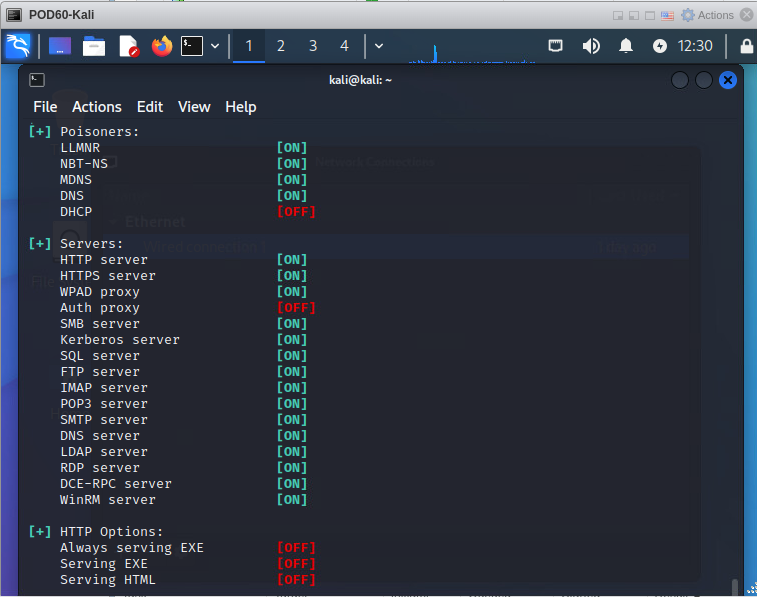 POD60-Kali
Actions
1 2 3 4
12:30
kali@kali: ~
File Actions Edit View Help
[+] Poisoners:
LLMNR [ON]
NBT-NS [ON]
MDNS [ON]
DNS [ON]
DHCP [OFF]
[+] Servers:
HTTP server [ON]
HTTPS server [ON]
WPAD proxy [ON]
Auth proxy [OFF]
SMB server [ON]
Kerberos server [ON]
SQL server [ON]
FTP server [ON]
IMAP server [ON]
POP3 server [ON]
SMTP server [ON]
DNS server [ON]
LDAP server [ON]
RDP server [ON]
DCE-RPC server [ON]
WinRM server [ON]
[+] HTTP Options:
Always serving EXE [OFF]
Serving EXE [OFF]
Serving HTML [OFF]